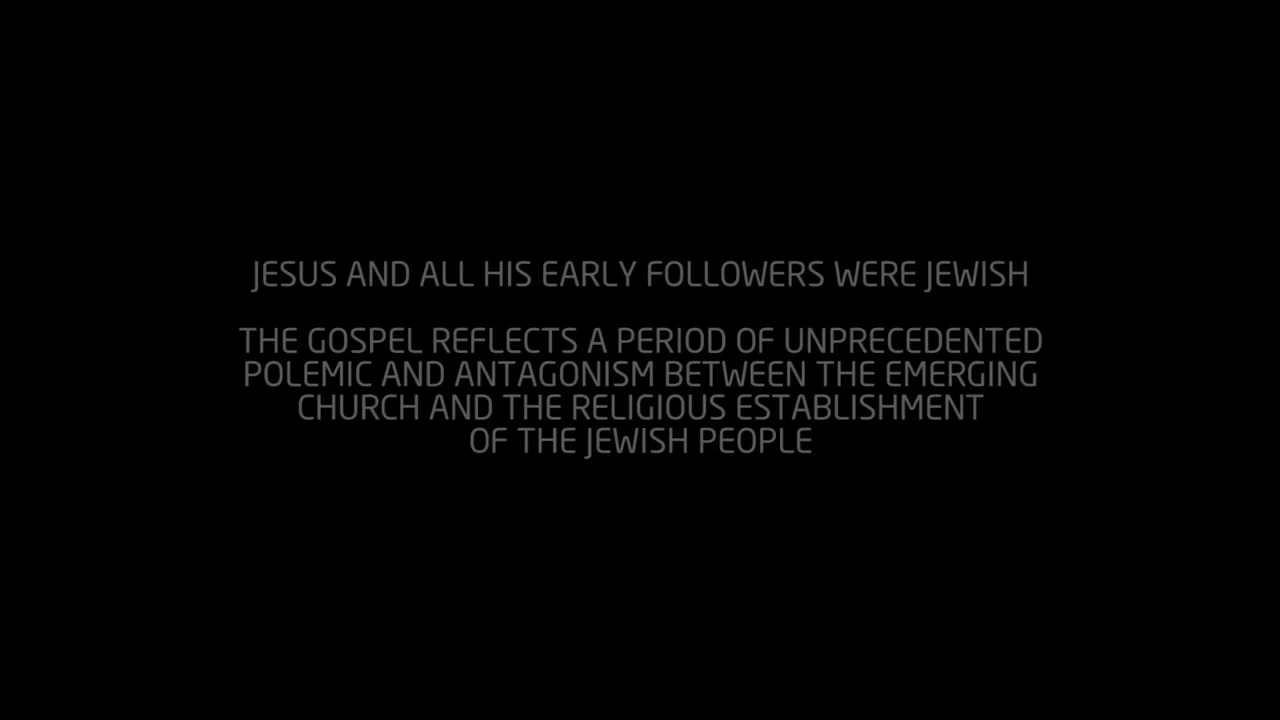 JESUS AND ALL HIS EARLY FOLLOWERS WERE JEWISH
THE GOSPEL REFLECTS A PERIOD OF UNPRECEDENTED
POLEMIC AND ANTAGONISM BETWEEN THE EMERGING
CHURCH AND THE RELIGIOUS ESTABLISHMENT
OF THE JEWISH PEOPLE